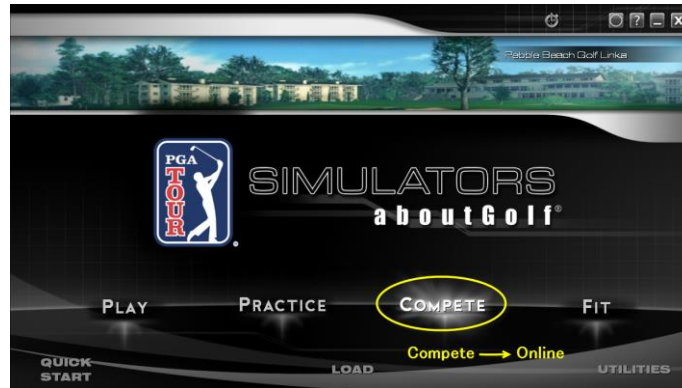 Pebble Beach Golf Links
PGA
TOUR
SIMULATORS
aboutGolf®
PLAY
PRACTICE
COMPETE
FIT
Compete → Online
QUICK
START
LOAD
UTILITIES